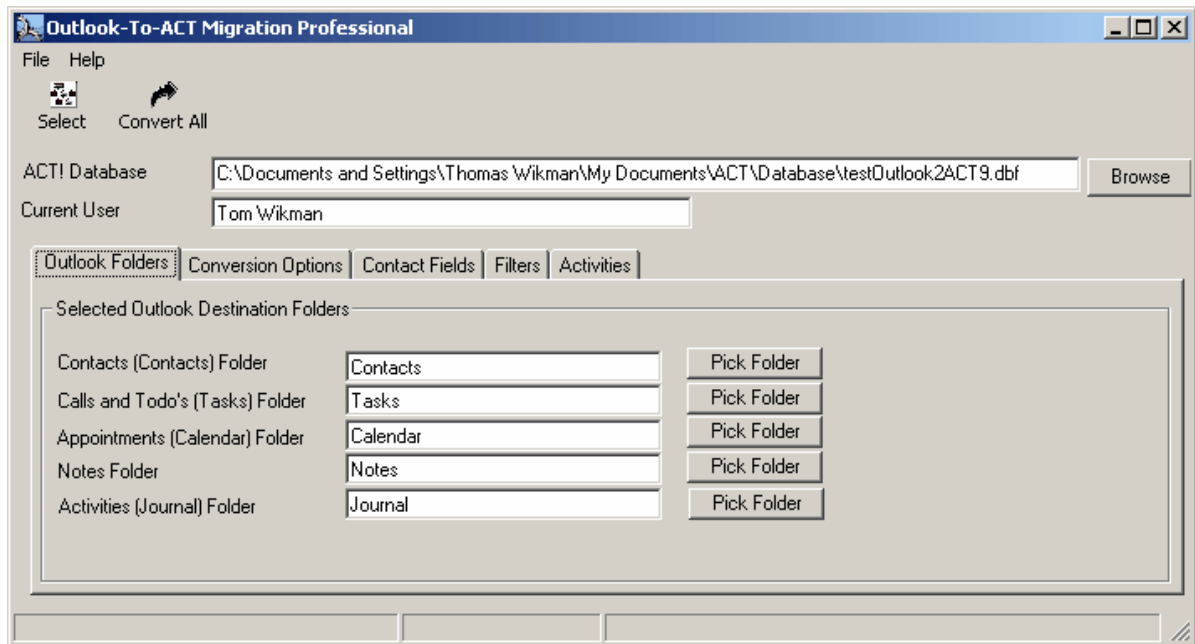 Outlook-To-ACT Migration Professional
File Help
Select Convert All
ACT! Database C:\Documents and Settings\Thomas Wikman\My Documents\ACT\Database\testOutlook2ACT9.dbf Browse
Current User Tom Wikman
Outlook Folders Conversion Options Contact Fields Filters Activities
Selected Outlook Destination Folders
Contacts (Contacts) Folder Contacts Pick Folder
Calls and Todo's (Tasks) Folder Tasks Pick Folder
Appointments (Calendar) Folder Calendar Pick Folder
Notes Folder Notes Pick Folder
Activities (Journal) Folder Journal Pick Folder